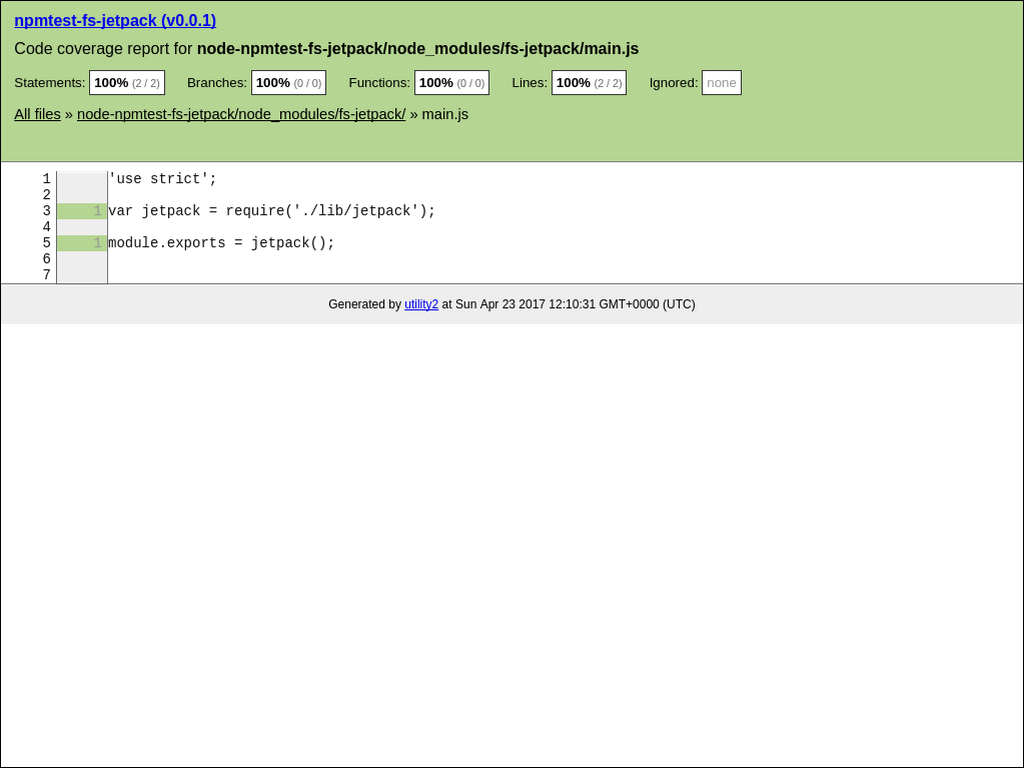 npmtest-fs-jetpack (v0.0.1)
Code coverage report for node-npmtest-fs-jetpack/node_modules/fs-jetpack/main.js
Statements: 100% (2 / 2) Branches: 100% (0 / 0) Functions: 100% (0 / 0) Lines: 100% (2 / 2) Ignored: none
All files » node-npmtest-fs-jetpack/node_modules/fs-jetpack/ » main.js
1 'use strict';
2
3 1 var jetpack = require('./lib/jetpack');
4
5 1 module.exports = jetpack();
6
7
Generated by utility2 at Sun Apr 23 2017 12:10:31 GMT+0000 (UTC)